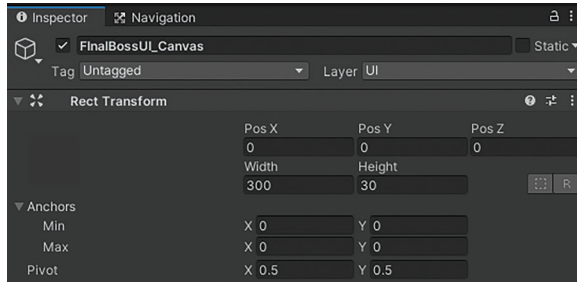 Inspector Navigation
FInalBossUI_Canvas Static
Tag Untagged Layer UI
Rect Transform
Pos X Pos Y Pos Z
0 0 0
Width Height
300 30
R
Anchors
Min X 0 Y 0
Max X 0 Y 0
Pivot X 0.5 Y 0.5